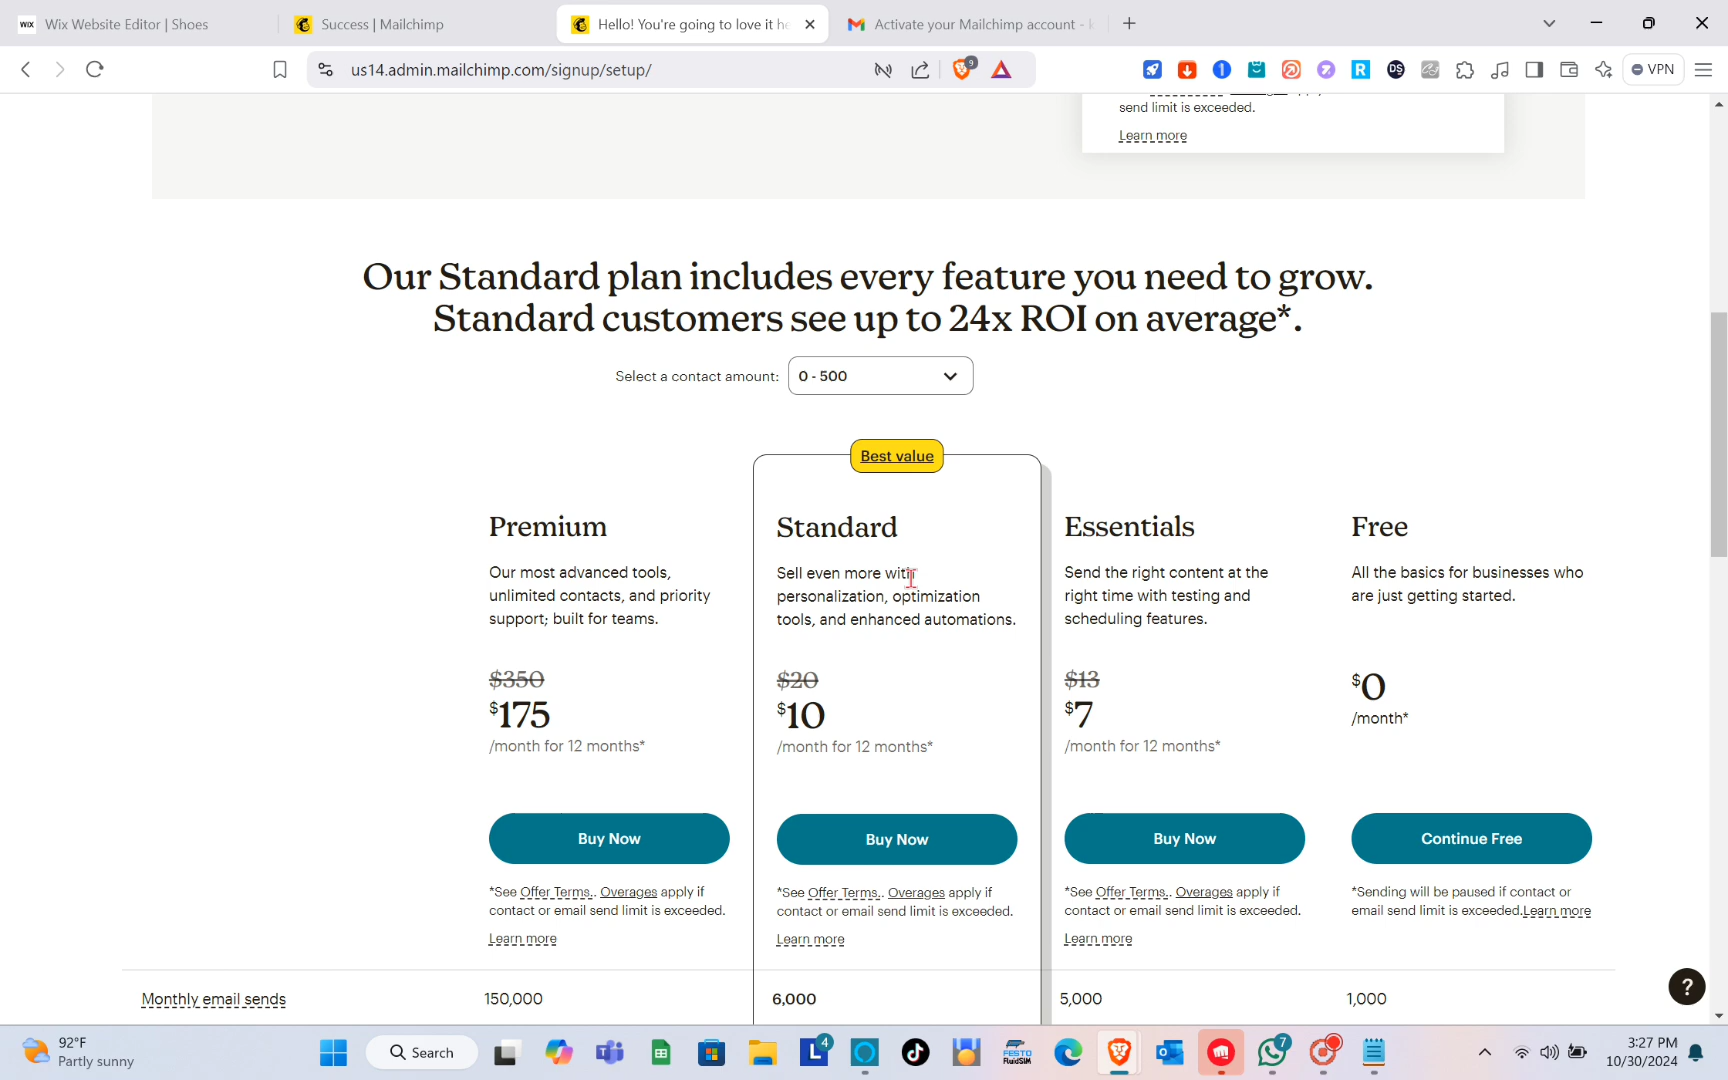 Wix Website Editor | Shoes
Success | Mailchimp
Hello! You're going to love it he
Activate your Mailchimp account -
us14.admin.mailchimp.com/signup/setup/
9
VPN
send limit is exceeded.
Learn more
Our Standard plan includes every feature you need to grow.
Standard customers see up to 24x ROI on average*.
Select a contact amount: 0 - 500
Best value
Premium
Our most advanced tools,
unlimited contacts, and priority
support; built for teams.
$350
$175
/month for 12 months*
Buy Now
*See Offer Terms.. Overages apply if
contact or email send limit is exceeded.
Learn more
Standard
Sell even more with
personalization, optimization
tools, and enhanced automations.
$20
$10
/month for 12 months*
Buy Now
*See Offer Terms.. Overages apply if
contact or email send limit is exceeded.
Learn more
Essentials
Send the right content at the
right time with testing and
scheduling features.
$13
$7
/month for 12 months*
Buy Now
*See Offer Terms.. Overages apply if
contact or email send limit is exceeded.
Learn more
Free
All the basics for businesses who
are just getting started.
$0
/month*
Continue Free
*Sending will be paused if contact or
email send limit is exceeded.Learn more
Monthly email sends 150,000 6,000 5,000 1,000
?
92°F
Partly sunny
Search
4
FESTO
FluidSIM
7
3:27 PM
10/30/2024